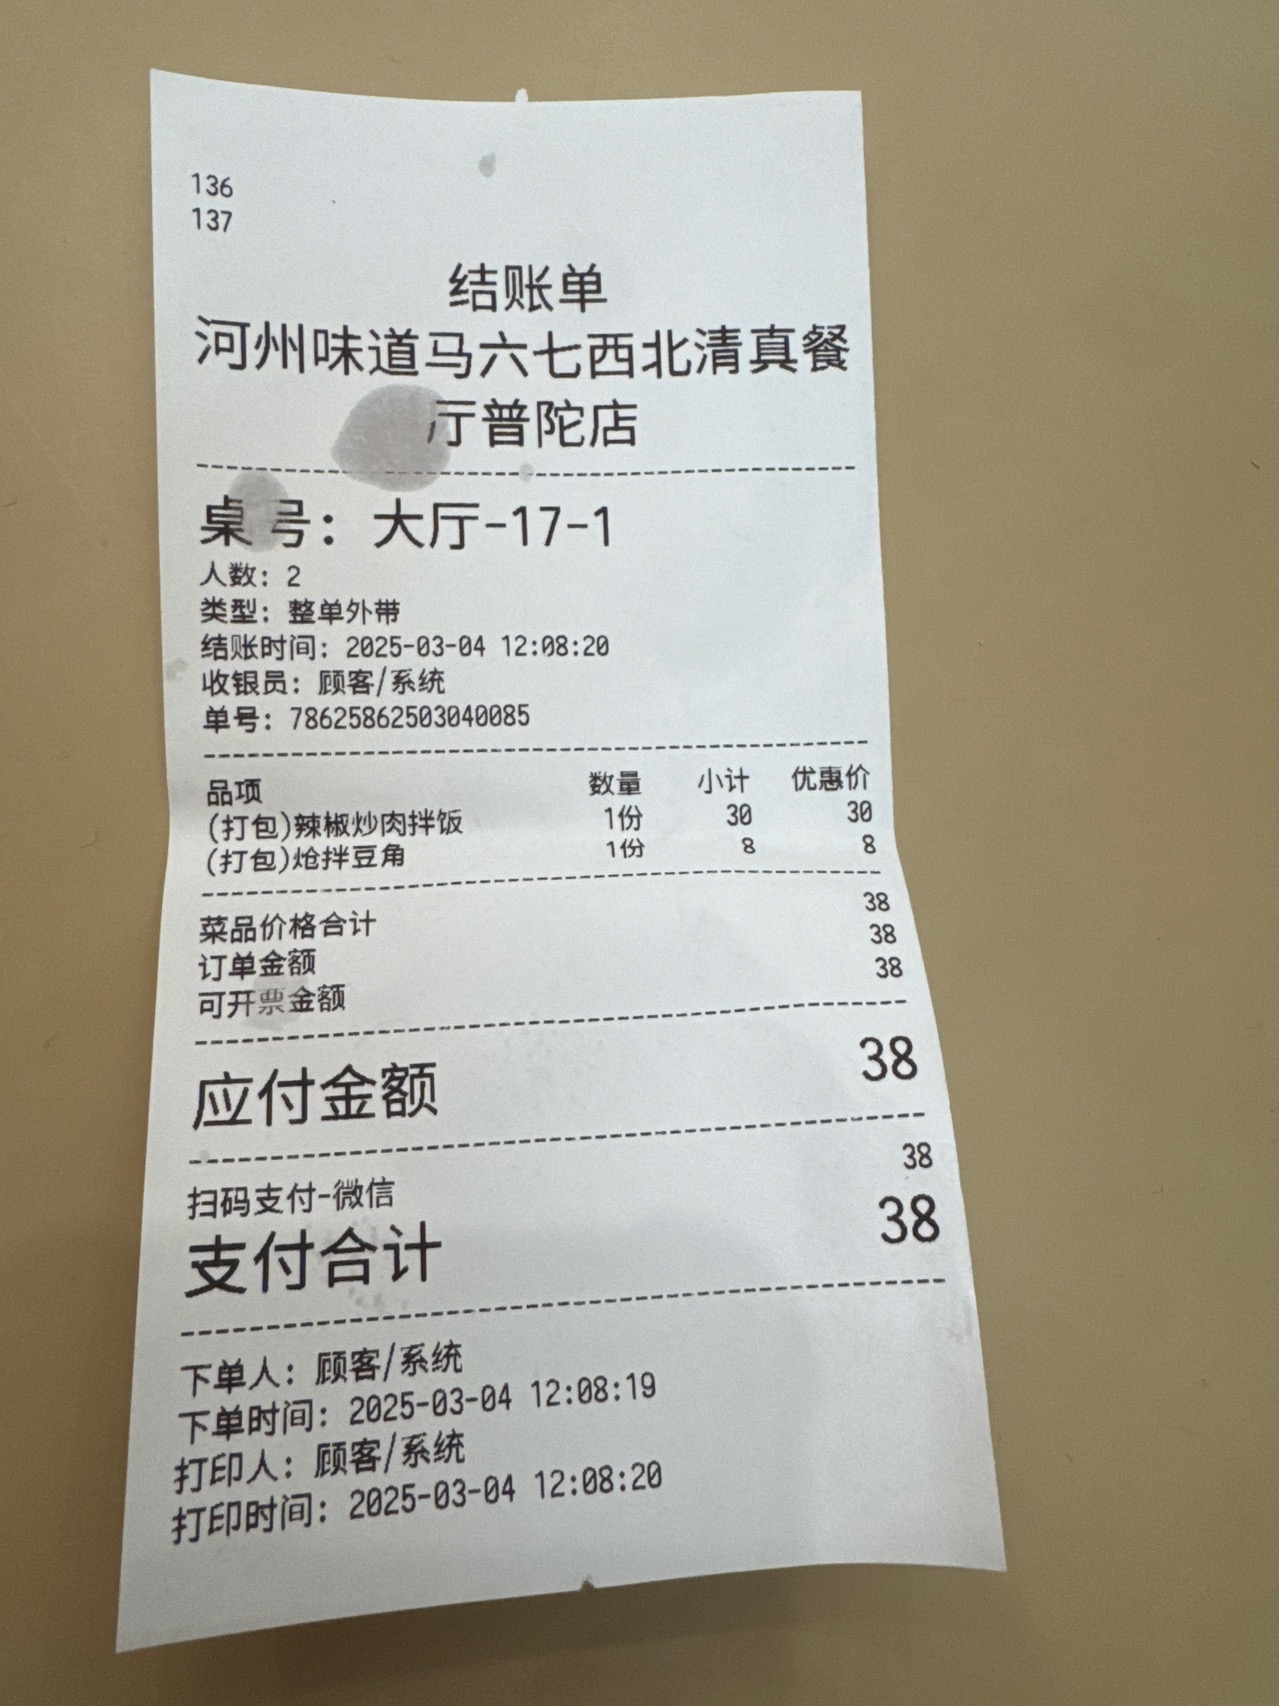 136
137
结账单
河州味道马六七西北清真餐
厅普陀店
桌号：大厅-17-1
人数：2
类型：整单外带
结账时间：2025-03-04 12:08:20
收银员：顾客/系统
单号：78625862503040085
品项 数量 小计 优惠价
(打包)辣椒炒肉拌饭 1份 30 30
(打包)炝拌豆角 1份 8 8
菜品价格合计 38
订单金额 38
可开票金额 38
应付金额 38
扫码支付-微信 38
支付合计 38
下单人：顾客/系统
下单时间：2025-03-04 12:08:19
打印人：顾客/系统
打印时间：2025-03-04 12:08:20